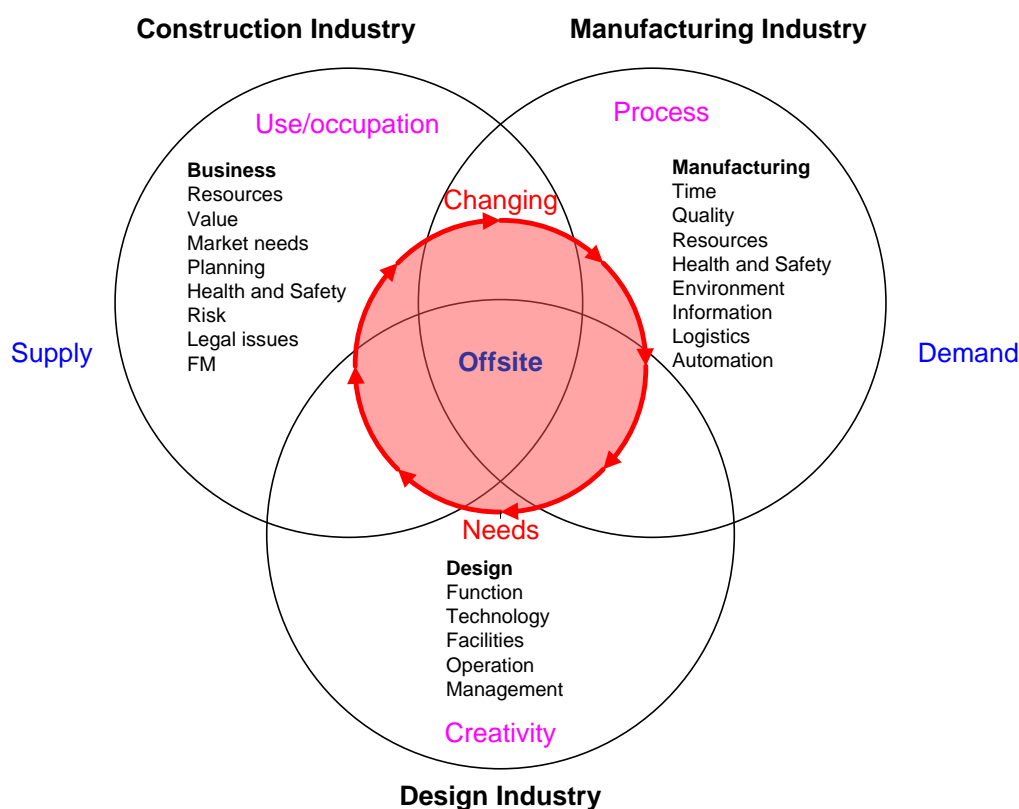 Construction Industry
Manufacturing Industry
Use/occupation
Process
Business
Resources
Value
Market needs
Planning
Health and Safety
Risk
Legal issues
FM
Manufacturing
Time
Quality
Resources
Health and Safety
Environment
Information
Logistics
Automation
Changing
Supply
Offsite
Demand
Needs
Design
Function
Technology
Facilities
Operation
Management
Creativity
Design Industry